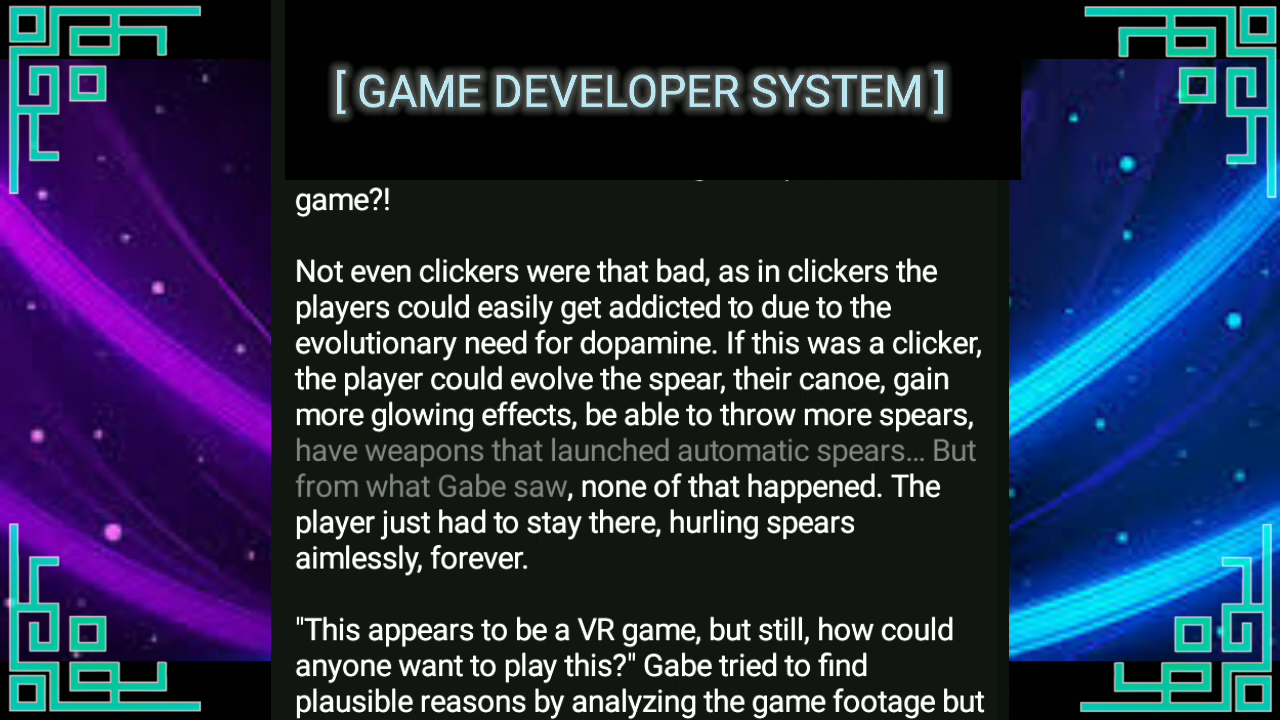 [ GAME DEVELOPER SYSTEM ]
game?!
Not even clickers were that bad, as in clickers the
players could easily get addicted to due to the
evolutionary need for dopamine. If this was a clicker,
the player could evolve the spear, their canoe, gain
more glowing effects, be able to throw more spears,
have weapons that launched automatic spears… But
from what Gabe saw, none of that happened. The
player just had to stay there, hurling spears
aimlessly, forever.
"This appears to be a VR game, but still, how could
anyone want to play this?" Gabe tried to find
plausible reasons by analyzing the game footage but